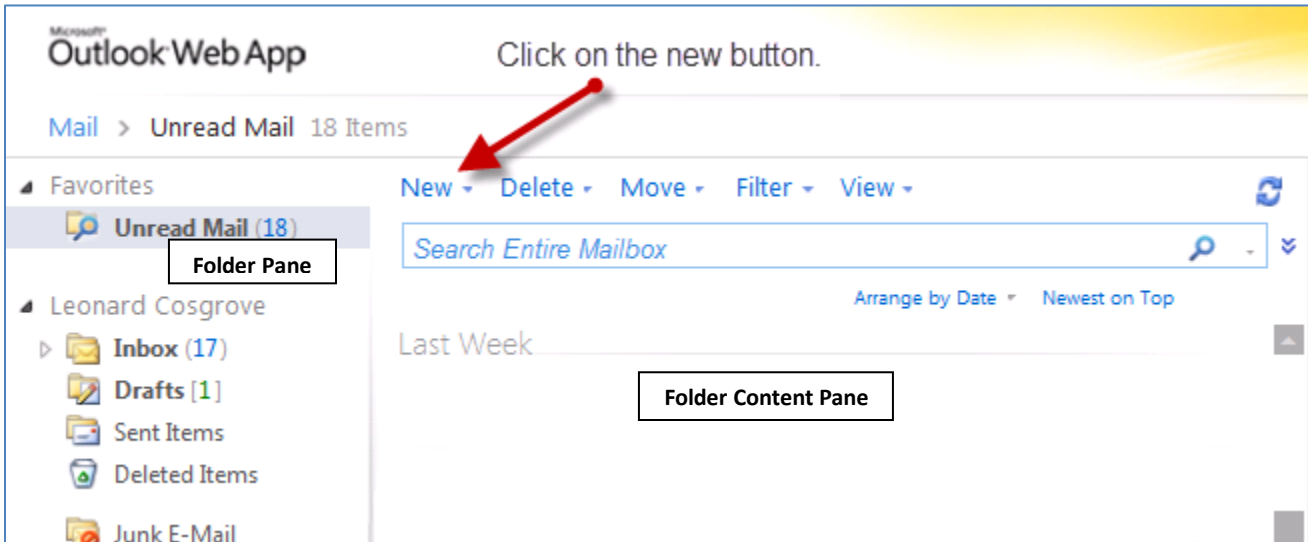 Microsoft®
Outlook Web App
Click on the new button.
Mail > Unread Mail 18 Items
Favorites
Unread Mail (18)
Folder Pane
Leonard Cosgrove
Inbox (17)
Drafts [1]
Sent Items
Deleted Items
Junk E-Mail
New Delete Move Filter View
Search Entire Mailbox
Arrange by Date Newest on Top
Last Week
Folder Content Pane